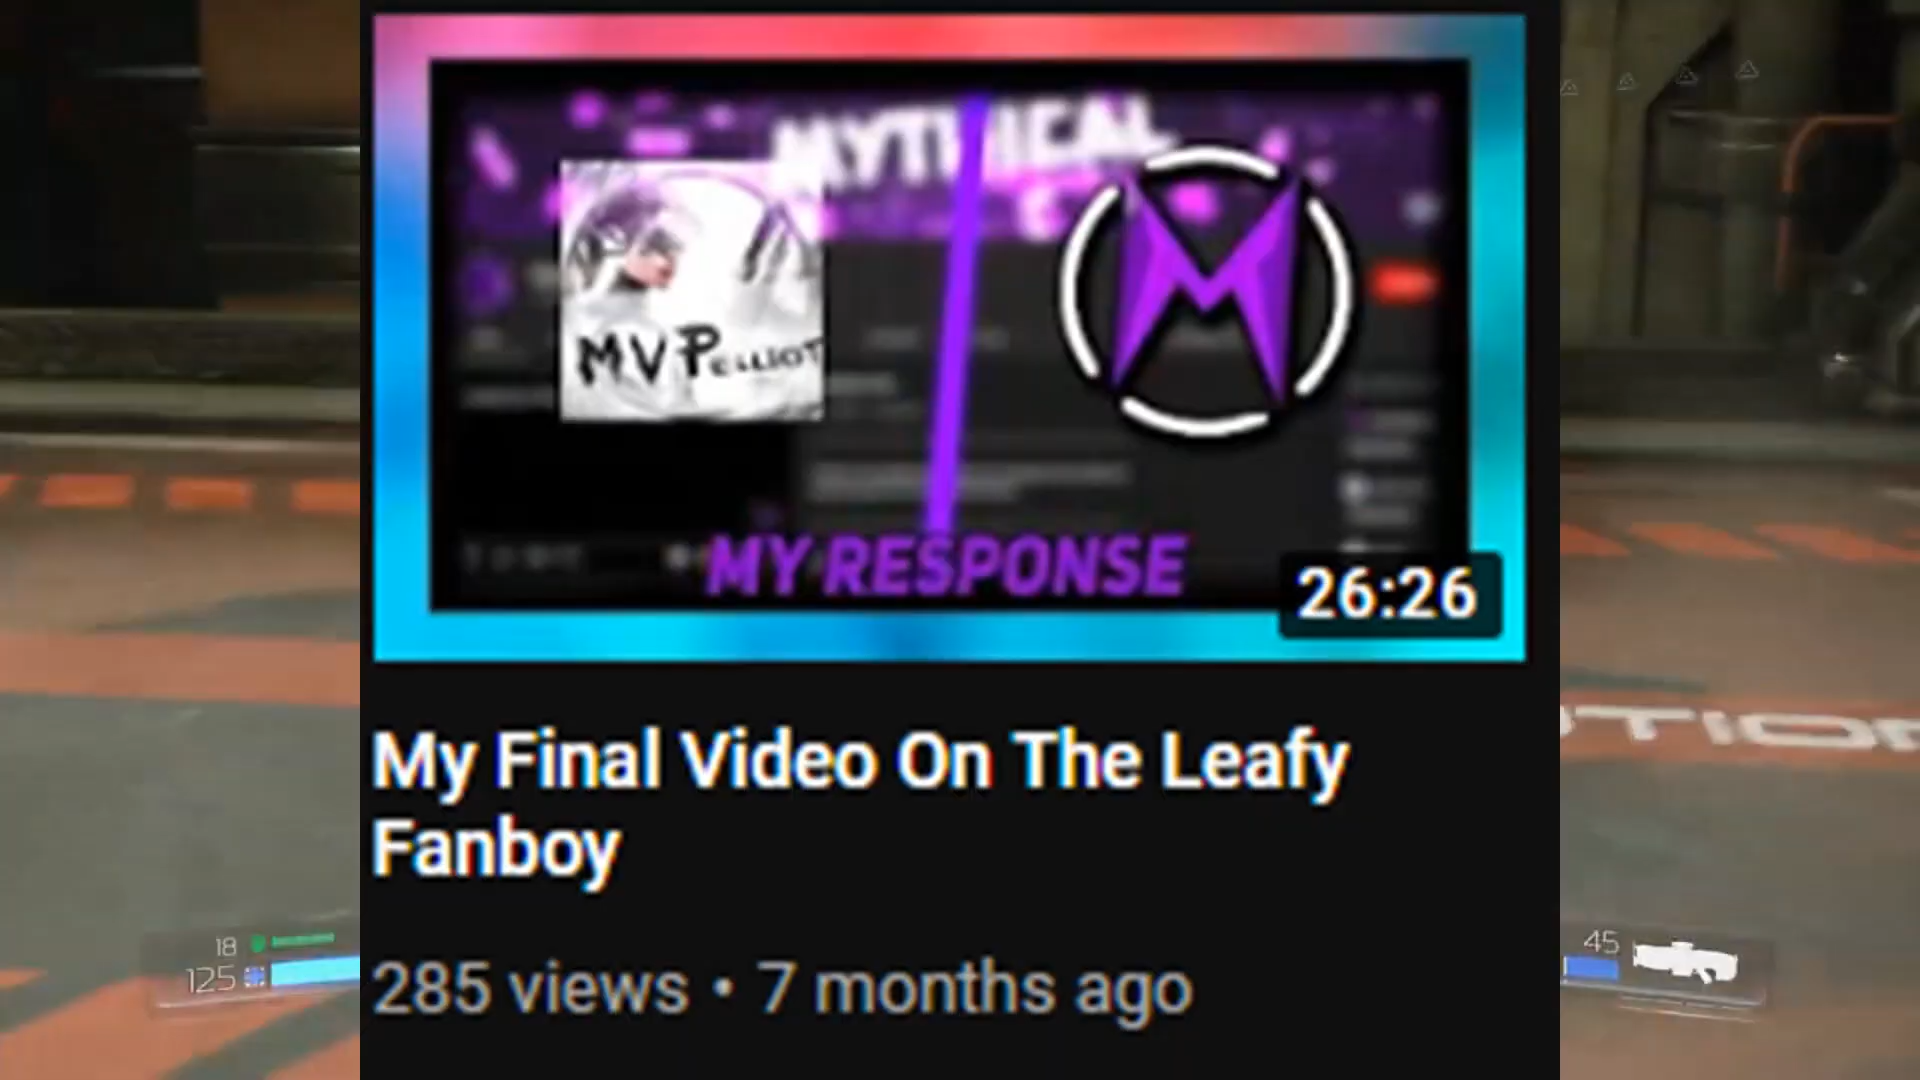 MYTHICAL
MVPELLIOT
M
MY RESPONSE
26:26
My Final Video On The Leafy
Fanboy
285 views • 7 months ago
18
125
45